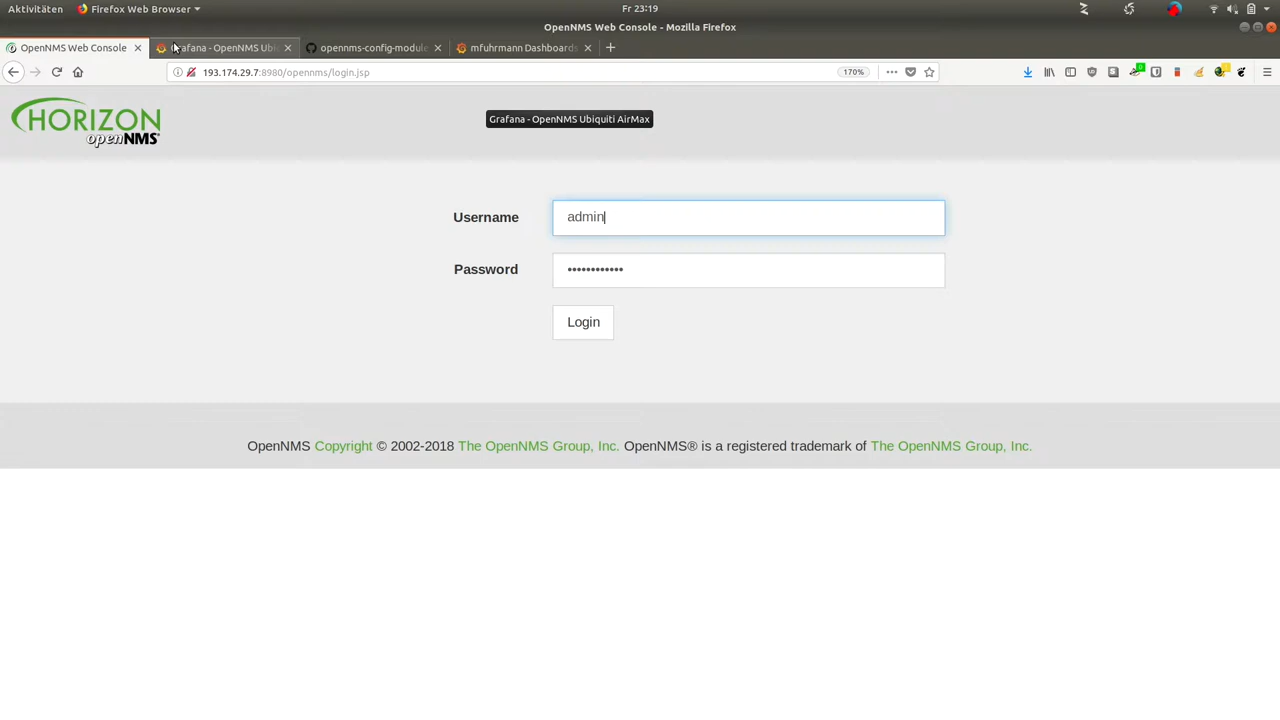 Aktivitäten Firefox Web Browser Fr 23:19
OpenNMS Web Console - Mozilla Firefox
OpenNMS Web Console Grafana - OpenNMS Ubi opennms-config-module mfuhrmann Dashboards
193.174.29.7:8980/opennms/login.jsp 170% 0
HORIZON
openNMS
Grafana - OpenNMS Ubiquiti AirMax
Username admin
Password ••••••••••••
Login
OpenNMS Copyright © 2002-2018 The OpenNMS Group, Inc. OpenNMS® is a registered trademark of The OpenNMS Group, Inc.